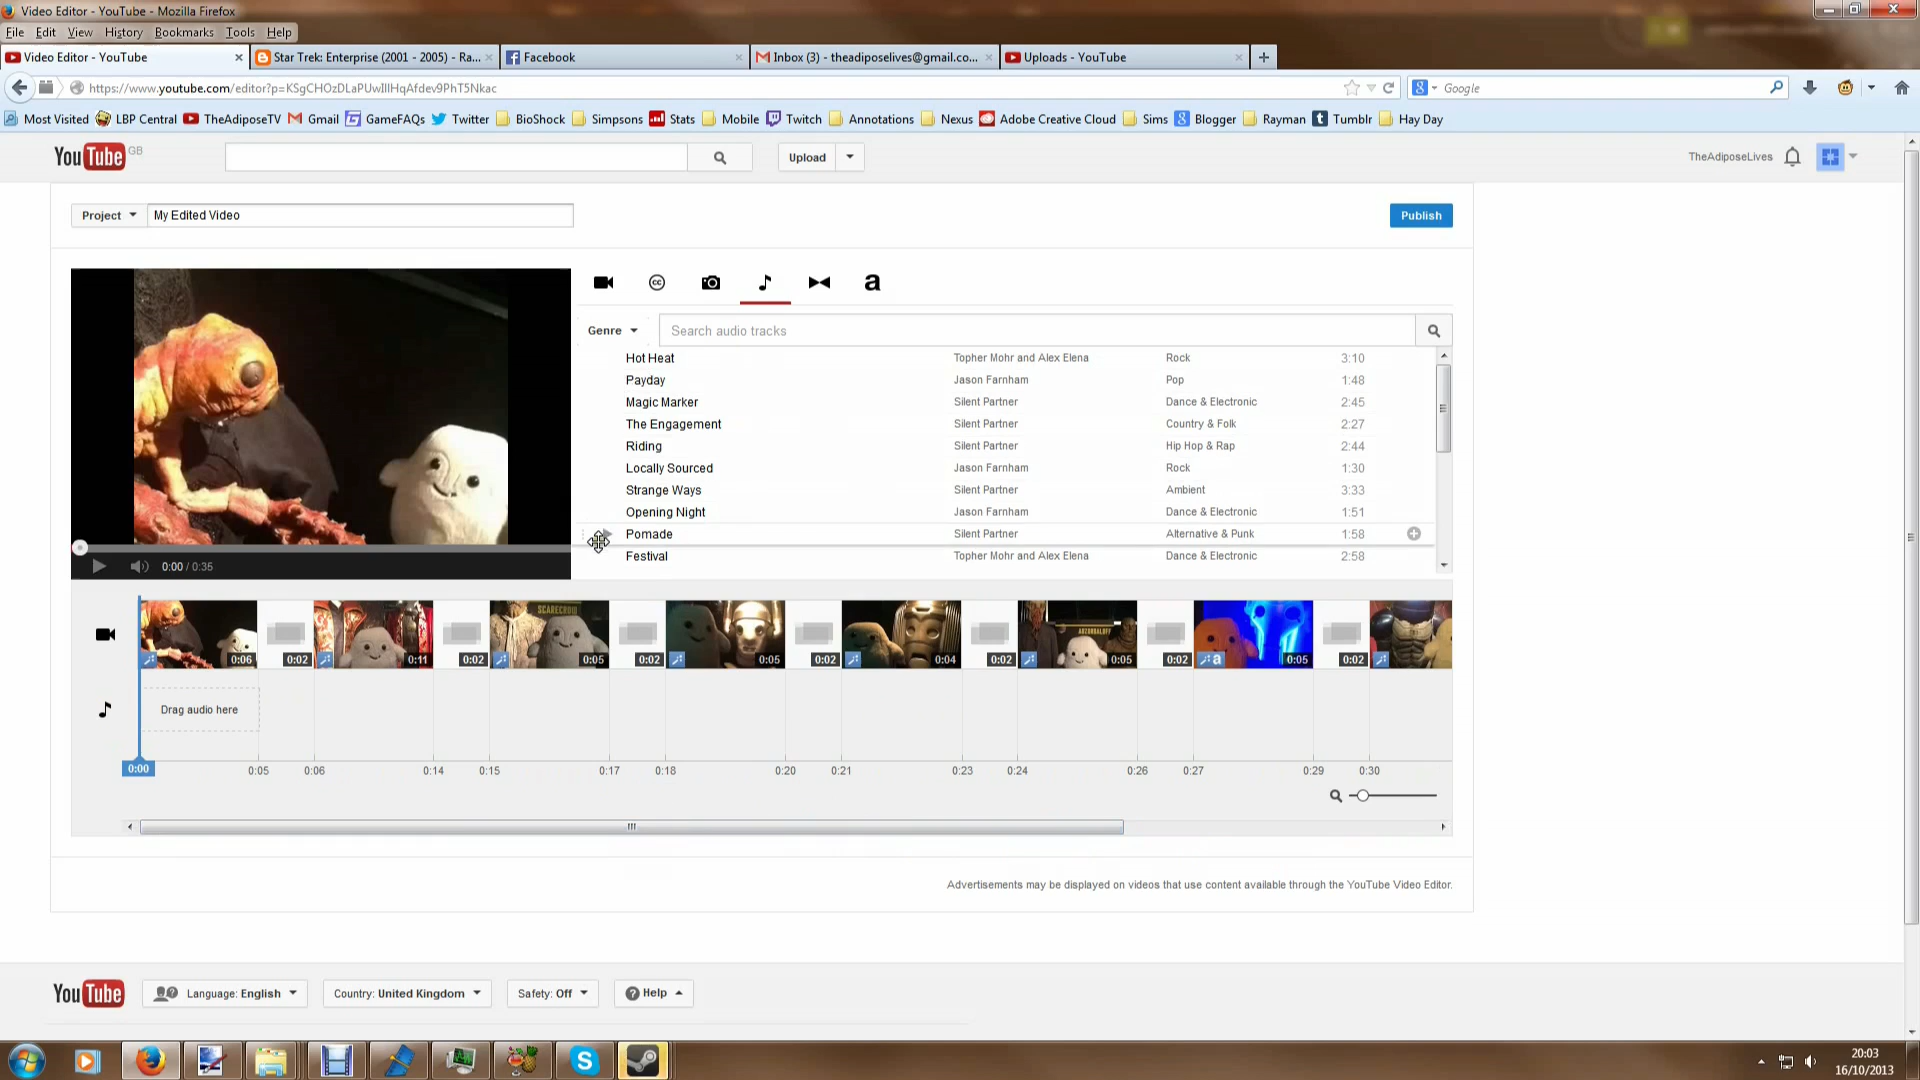 Video Editor - YouTube - Mozilla Firefox
File Edit View History Bookmarks Tools Help
Video Editor - YouTube
Star Trek: Enterprise (2001 - 2005) - Ra...
Facebook
Inbox (3) - theadiposelives@gmail.co...
Uploads - YouTube
https://www.youtube.com/editor?p=KSgCHOzDLaPUwIIlHqAfdev9PhT5Nkac
Google
Most Visited LBP Central TheAdiposeTV Gmail GameFAQs Twitter BioShock Simpsons Stats Mobile Twitch Annotations Nexus Adobe Creative Cloud Sims Blogger Rayman Tumblr Hay Day
YouTube GB
Upload
TheAdiposeLives
Project
My Edited Video
Publish
cc
a
Genre
Search audio tracks
Hot Heat Topher Mohr and Alex Elena Rock 3:10
Payday Jason Farnham Pop 1:48
Magic Marker Silent Partner Dance & Electronic 2:45
The Engagement Silent Partner Country & Folk 2:27
Riding Silent Partner Hip Hop & Rap 2:44
Locally Sourced Jason Farnham Rock 1:30
Strange Ways Silent Partner Ambient 3:33
Opening Night Jason Farnham Dance & Electronic 1:51
Pomade Silent Partner Alternative & Punk 1:58
Festival Topher Mohr and Alex Elena Dance & Electronic 2:58
0:00 / 0:35
SCARECROW
ABZORBALOFF
0:06 0:02 0:11 0:02 0:05 0:02 0:05 0:02 0:04 0:02 0:05 0:02 a 0:05 0:02
Drag audio here
0:00 0:05 0:06 0:14 0:15 0:17 0:18 0:20 0:21 0:23 0:24 0:26 0:27 0:29 0:30
Advertisements may be displayed on videos that use content available through the YouTube Video Editor.
YouTube
Language: English
Country: United Kingdom
Safety: Off
Help
20:03
16/10/2013